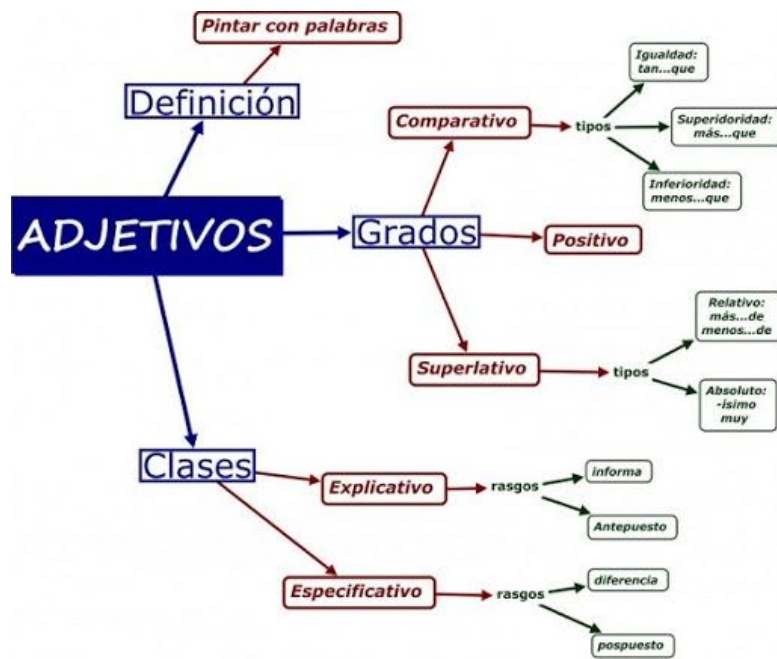 Pintar con palabras
Definición
ADJETIVOS
Grados
Comparativo
tipos
Igualdad:
tan...que
Superidoridad:
más...que
Inferioridad:
menos...que
Positivo
Superlativo
tipos
Relativo:
más...de
menos...de
Absoluto:
-ísimo
muy
Clases
Explicativo
rasgos
informa
Antepuesto
Especificativo
rasgos
diferencia
pospuesto